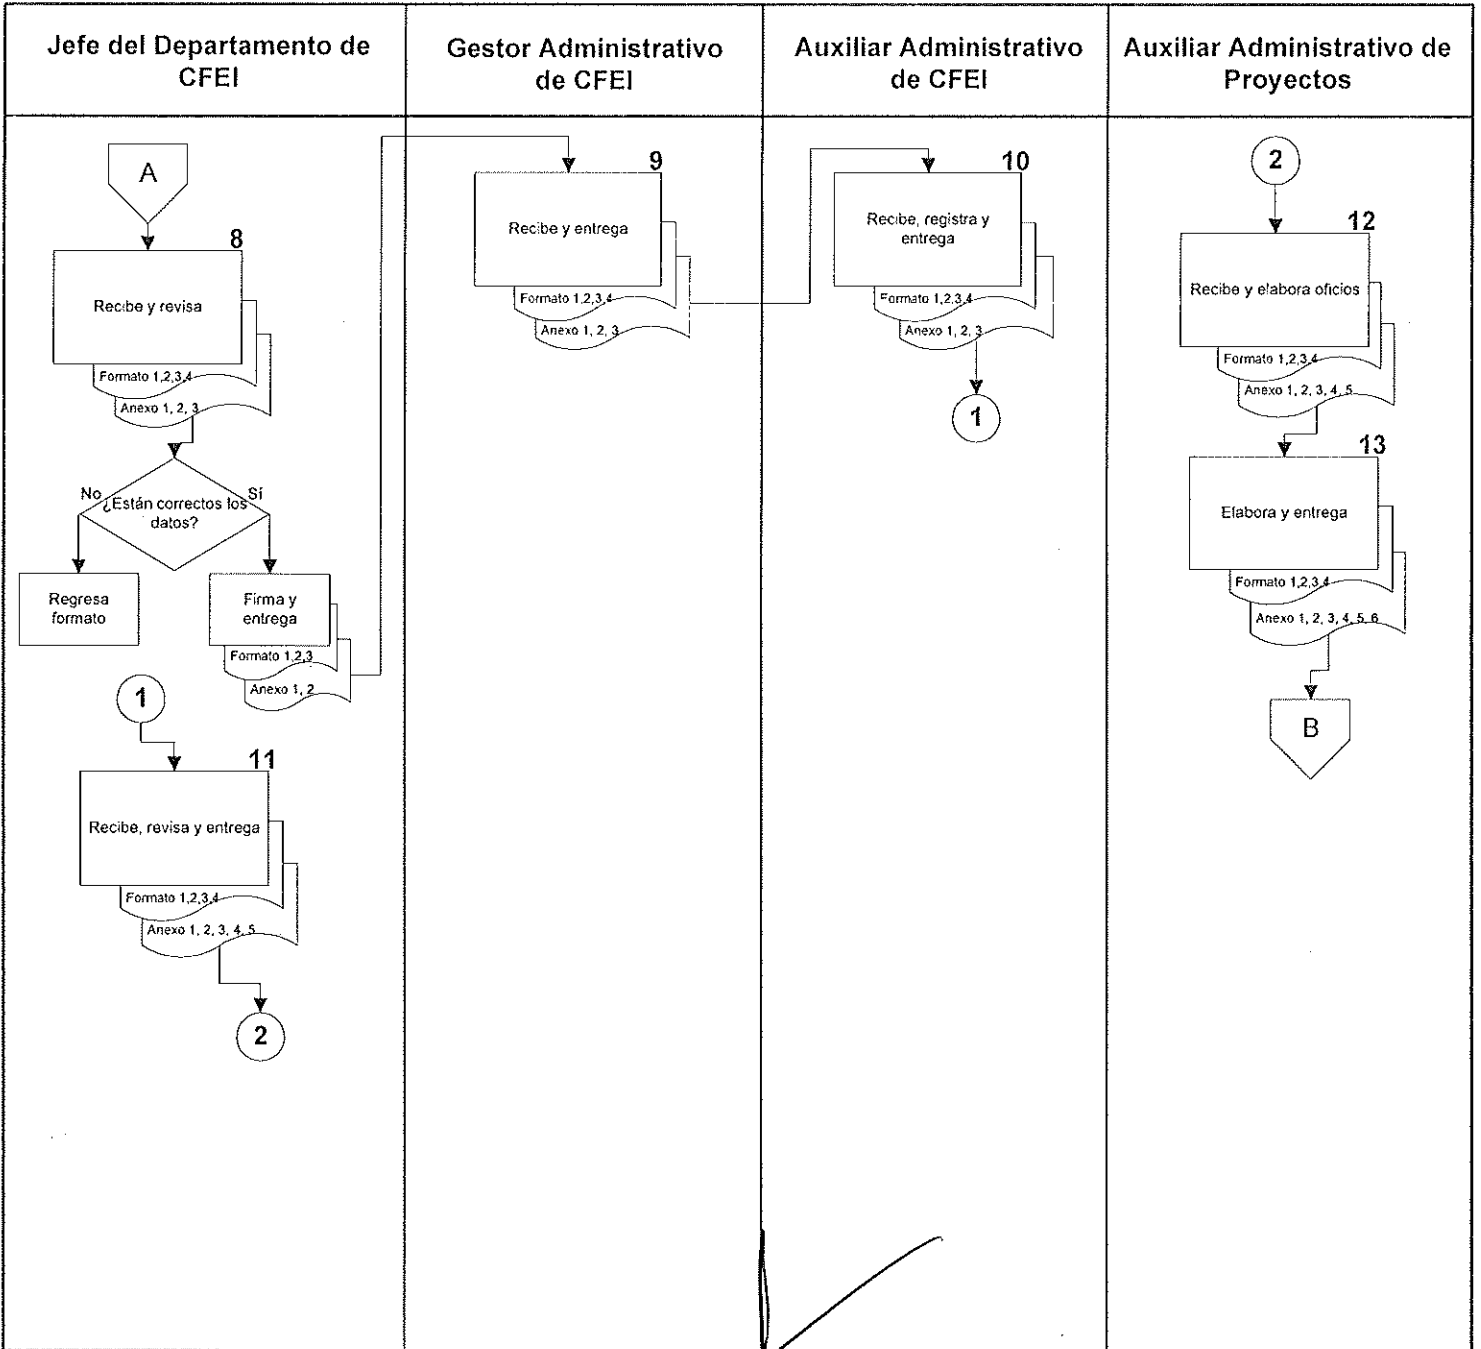 Jefe del Departamento de
CFEI
Gestor Administrativo
de CFEI
Auxiliar Administrativo
de CFEI
Auxiliar Administrativo de
Proyectos
A
8
Recibe y revisa
Formato 1,2,3,4
Anexo 1, 2, 3
No
¿Están correctos los
datos?
Sí
Regresa
formato
Firma y
entrega
Formato 1,2,3
Anexo 1, 2
1
11
Recibe, revisa y entrega
Formato 1,2,3,4
Anexo 1, 2, 3, 4, 5
2
9
Recibe y entrega
Formato 1,2,3,4
Anexo 1, 2, 3
10
Recibe, registra y
entrega
Formato 1,2,3,4
Anexo 1, 2, 3
1
2
12
Recibe y elabora oficios
Formato 1,2,3,4
Anexo 1, 2, 3, 4, 5
13
Elabora y entrega
Formato 1,2,3,4
Anexo 1, 2, 3, 4, 5, 6
B